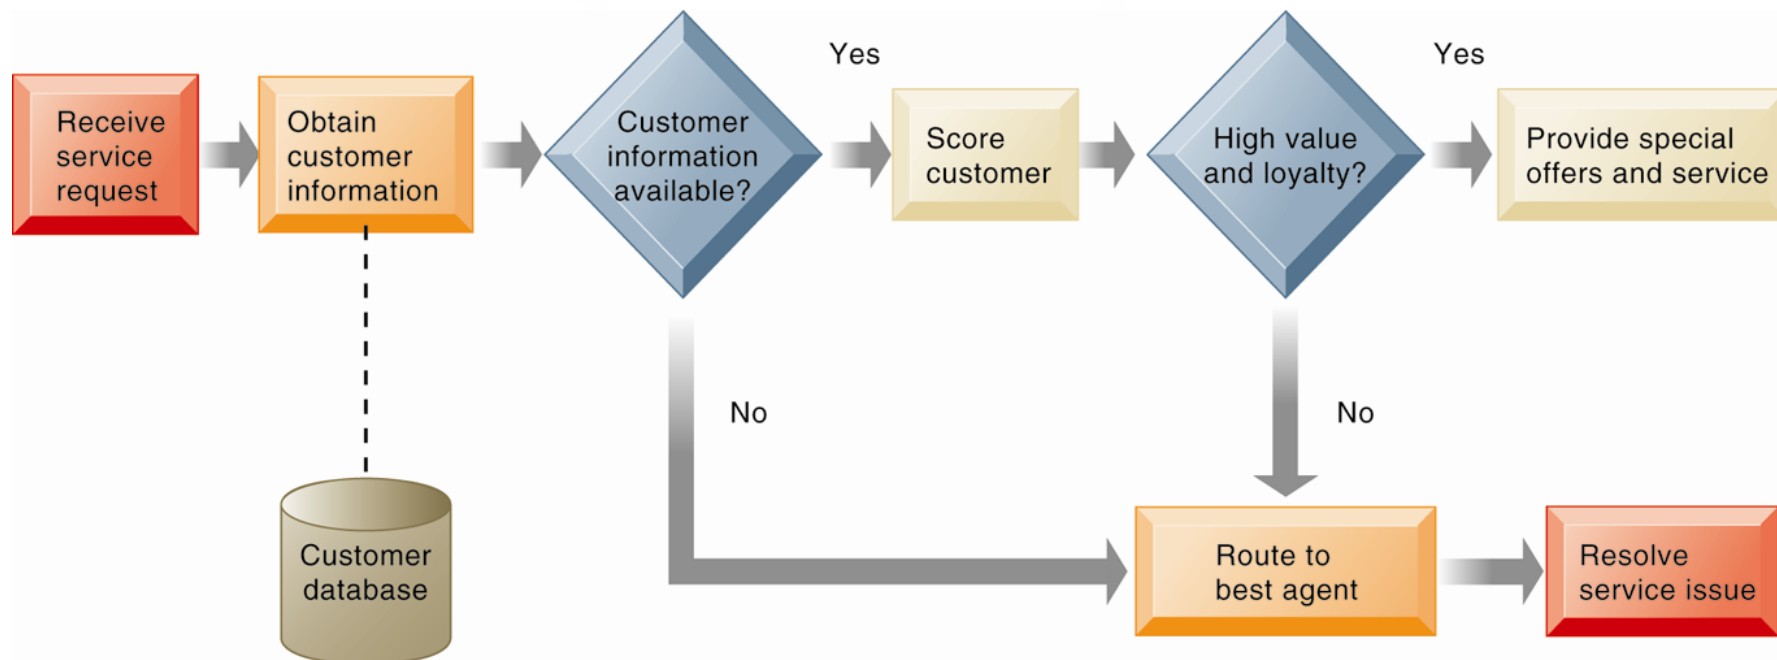 Receive
service
request
Obtain
customer
information
Customer
information
available?
Yes
Score
customer
High value
and loyalty?
Yes
Provide special
offers and service
No
No
Customer
database
Route to
best agent
Resolve
service issue